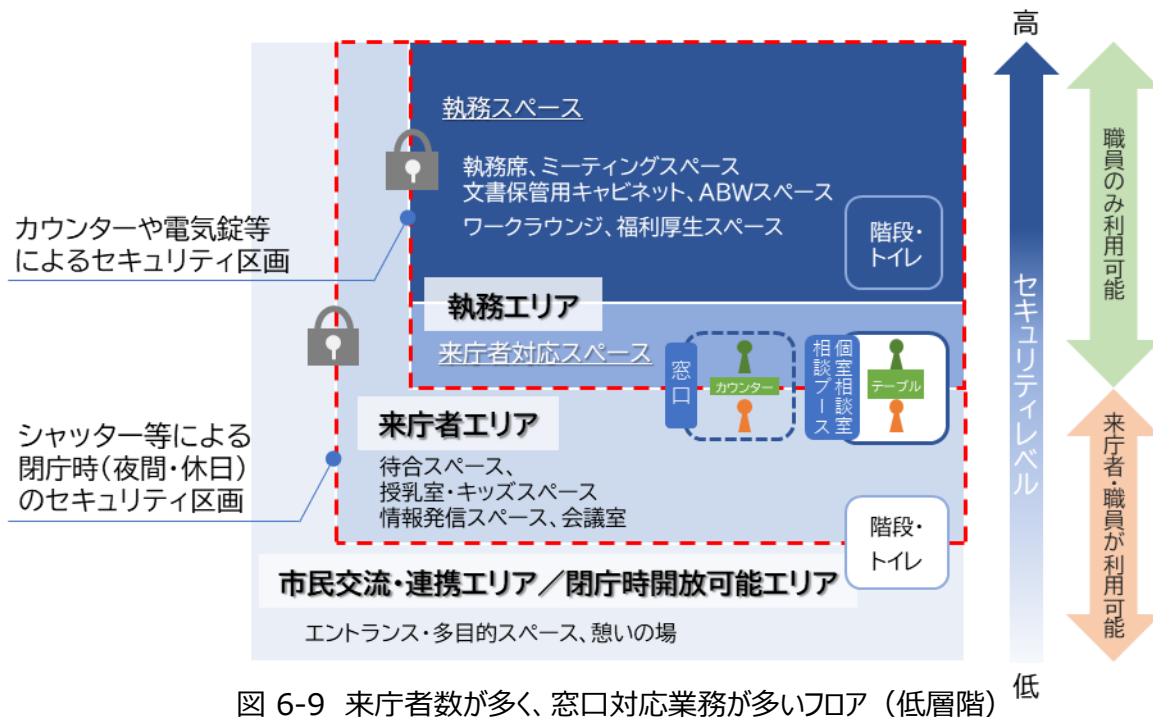 高
執務スペース
執務席、ミーティングスペース
文書保管用キャビネット、ABWスペース
ワークラウンジ、福利厚生スペース
階段・
トイレ
カウンターや電気錠等
によるセキュリティ区画
執務エリア
来庁者対応スペース
窓口
カウンター
個室相談室
相談ブース
テーブル
来庁者エリア
待合スペース、
授乳室・キッズスペース
情報発信スペース、会議室
シャッター等による
閉庁時(夜間・休日)
のセキュリティ区画
階段・
トイレ
市民交流・連携エリア/閉庁時開放可能エリア
エントランス・多目的スペース、憩いの場
セキュリティレベル
職員のみ利用可能
来庁者・職員が利用可能
低
図 6-9 来庁者数が多く、窓口対応業務が多いフロア(低層階)